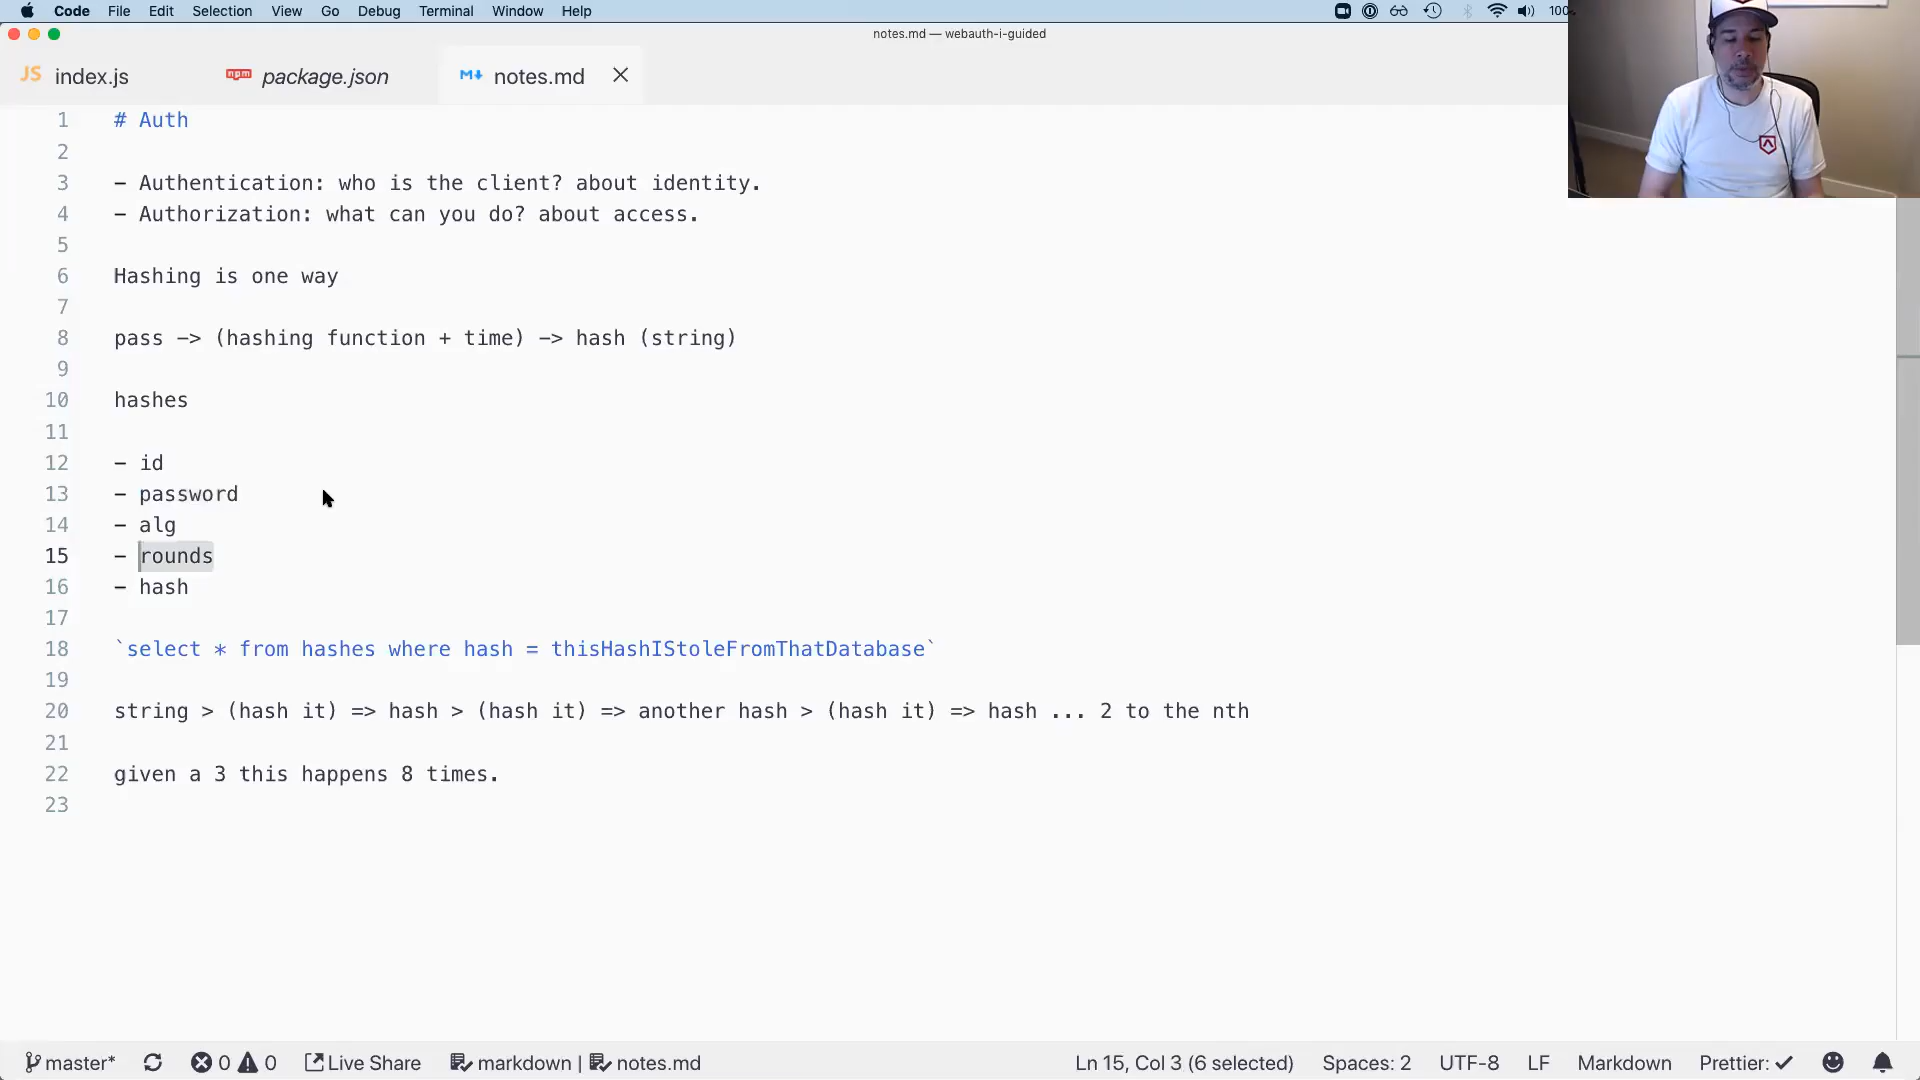 Code File Edit Selection View Go Debug Terminal Window Help
notes.md — webauth-i-guided
JS index.js npm package.json M↓ notes.md
1 # Auth
2
3 - Authentication: who is the client? about identity.
4 - Authorization: what can you do? about access.
5
6 Hashing is one way
7
8 pass -> (hashing function + time) -> hash (string)
9
10 hashes
11
12 - id
13 - password
14 - alg
15 - rounds
16 - hash
17
18 `select * from hashes where hash = thisHashIStoleFromThatDatabase`
19
20 string > (hash it) => hash > (hash it) => another hash > (hash it) => hash ... 2 to the nth
21
22 given a 3 this happens 8 times.
23
master* 0 0 Live Share markdown | notes.md Ln 15, Col 3 (6 selected) Spaces: 2 UTF-8 LF Markdown Prettier: ✓